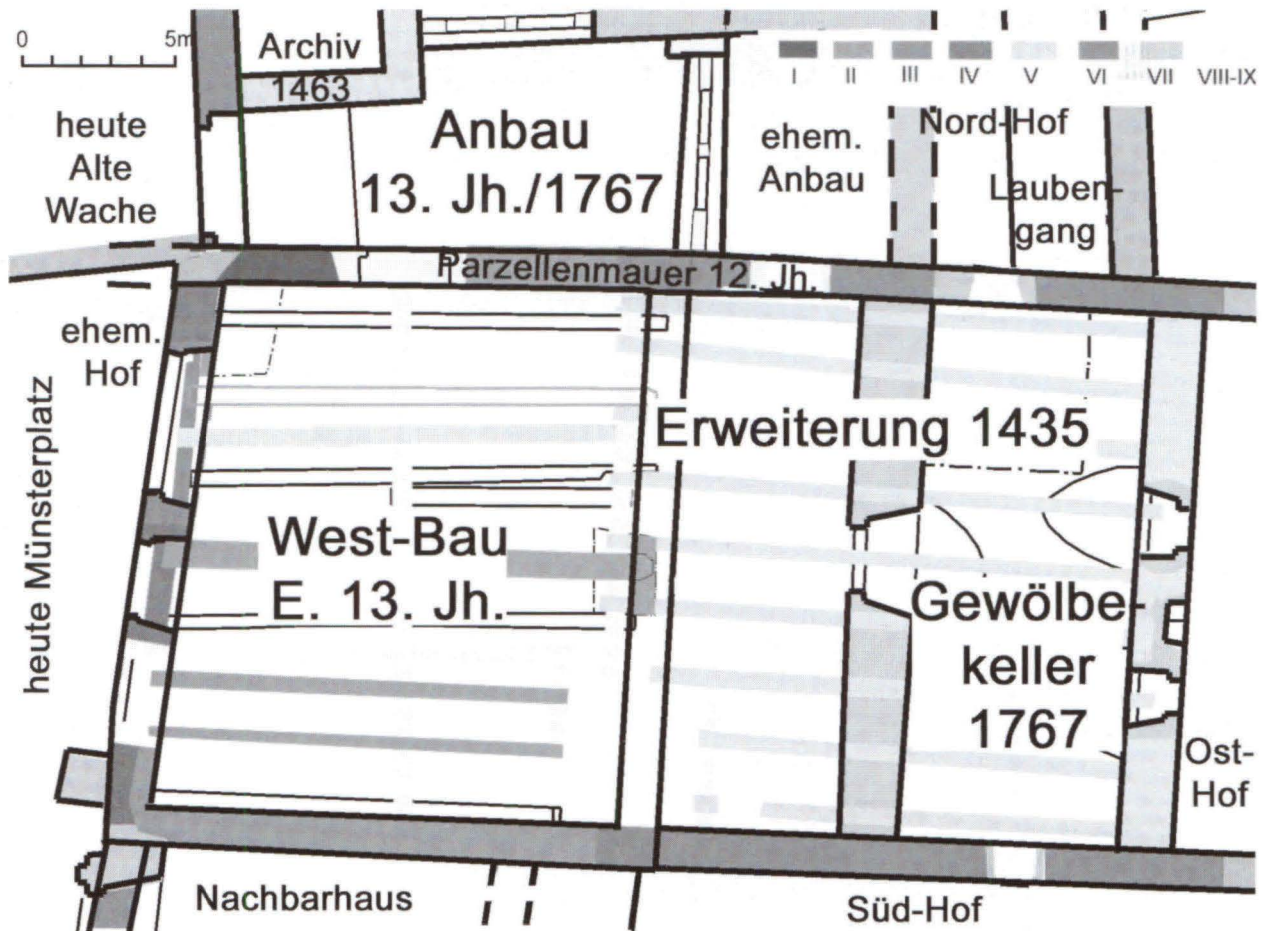 0 5m
Archiv
1463
I II III IV V VI VII VIII-IX
heute
Alte
Wache
Anbau
13. Jh./1767
ehem.
Anbau
Nord-Hof
Lauben-
gang
Parzellenmauer 12. Jh.
ehem.
Hof
heute Münsterplatz
Erweiterung 1435
West-Bau
E. 13. Jh.
Gewölbe-
keller
1767
Ost-
Hof
Nachbarhaus
Süd-Hof